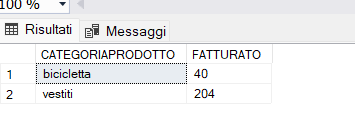 100 %
Risultati Messaggi
CATEGORIAPRODOTTO FATTURATO
1 bicicletta 40
2 vestiti 204